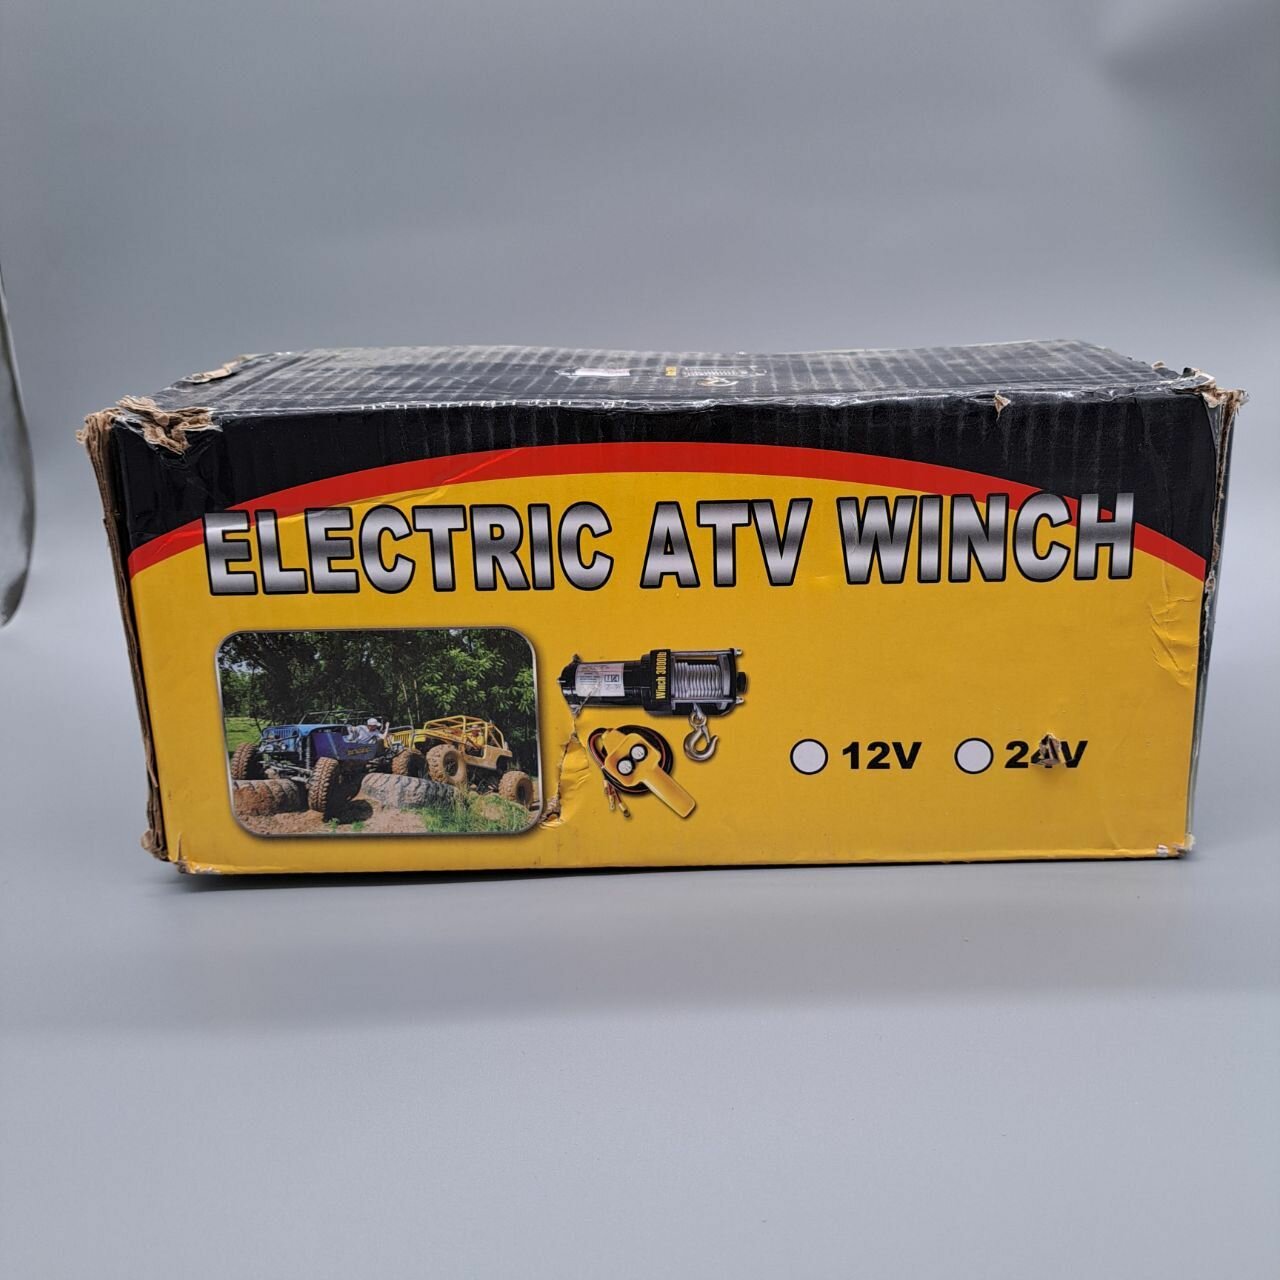 ELECTRIC ATV WINCH
Winch 3000lb
12V 24V